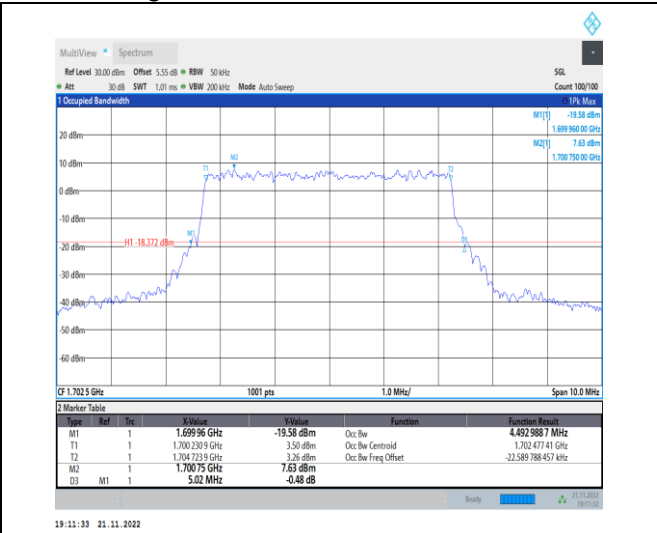 MultiView Spectrum
Ref Level 30.00 dBm Offset 5.55 dB RBW 50 kHz SGL
Att 30 dB SWT 1.01 ms VBW 200 kHz Mode Auto Sweep Count 100/100
1 Occupied Bandwidth 1Pk Max
M1[1] -19.58 dBm
1.699 960 00 GHz
20 dBm
M2[1] 7.63 dBm
1.700 750 00 GHz
M2
T1 T2
10 dBm
0 dBm
-10 dBm
M1
H1 -18.372 dBm
-20 dBm
-30 dBm
-40 dBm
-50 dBm
-60 dBm
CF 1.702 5 GHz 1001 pts 1.0 MHz/ Span 10.0 MHz
2 Marker Table
Type Ref Trc X-Value Y-Value Function Function Result
M1 1 1.699 96 GHz -19.58 dBm Occ Bw 4.492 988 7 MHz
T1 1 1.700 230 9 GHz 3.50 dBm Occ Bw Centroid 1.702 477 41 GHz
T2 1 1.704 723 9 GHz 3.26 dBm Occ Bw Freq Offset -22.589 788 457 kHz
M2 1 1.700 75 GHz 7.63 dBm
D3 M1 1 5.02 MHz -0.48 dB
Ready 21.11.2022
19:11:32
19:11:33 21.11.2022